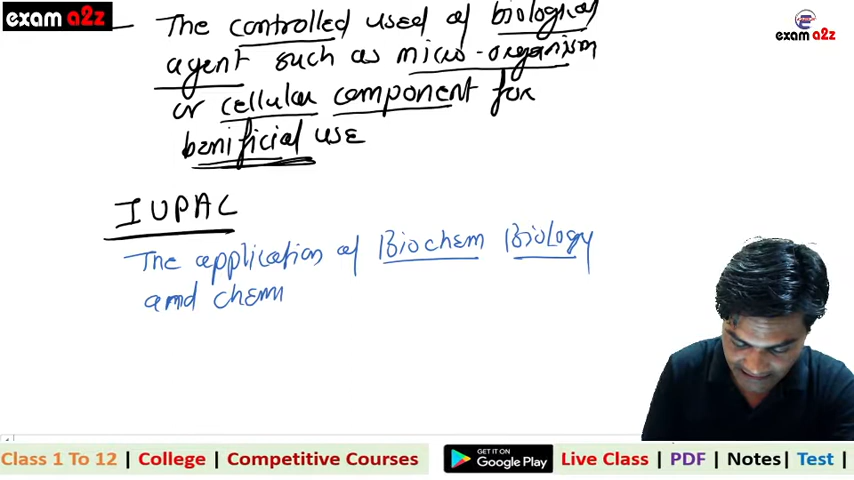 exam a2z
exam a2z
The controlled used of biological
agent such as micro-organism
or cellular component for
benificial use
IUPAC
The application of Biochem Biology
and chemi
Class 1 To 12 | College | Competitive Courses
GET IT ON
Google Play
Live Class | PDF | Notes | Test |